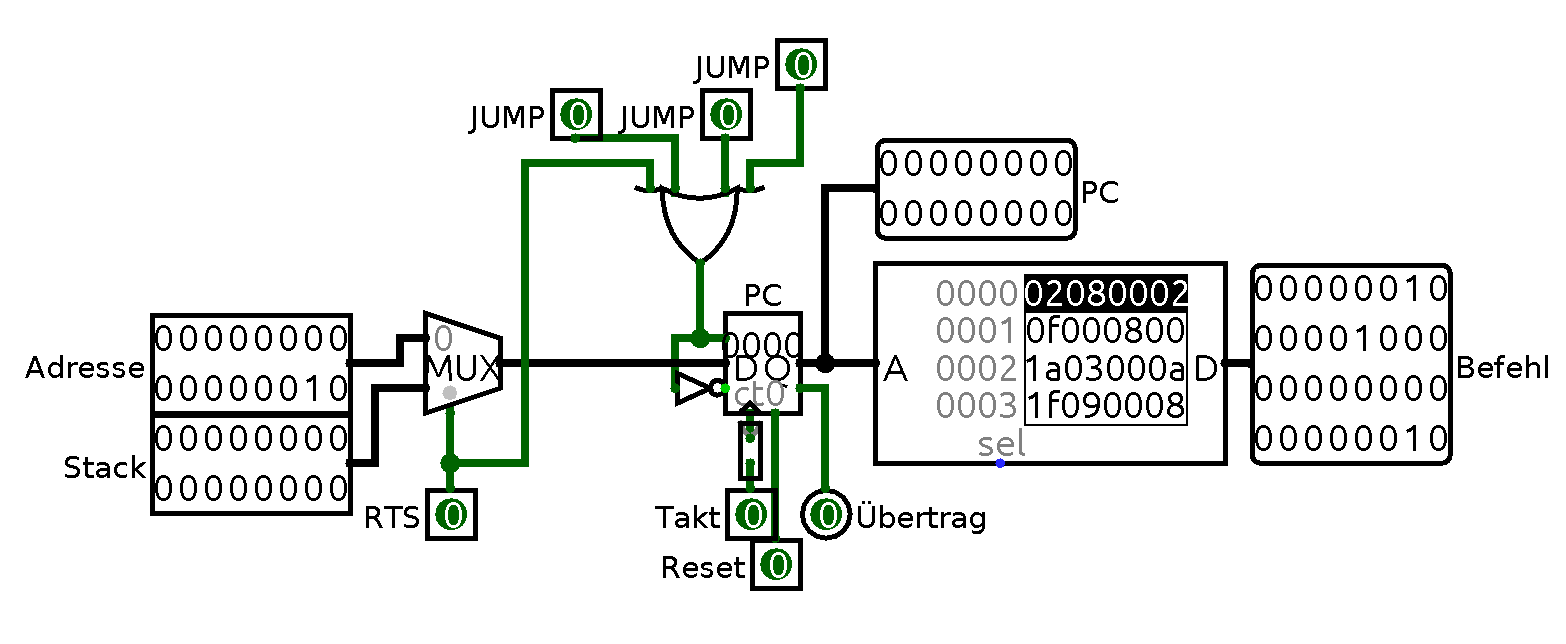 JUMP 0
JUMP 0
JUMP 0
00000000
00000000
PC
PC
0000
D Q
ct0
Adresse
00000000
00000010
Stack
00000000
00000000
0
MUX
RTS 0
Takt 0
Reset 0
0 Übertrag
A
0000 02080002
0001 0f000800
0002 1a03000a
0003 1f090008
sel
D
00000010
00001000
00000000
00000010
Befehl